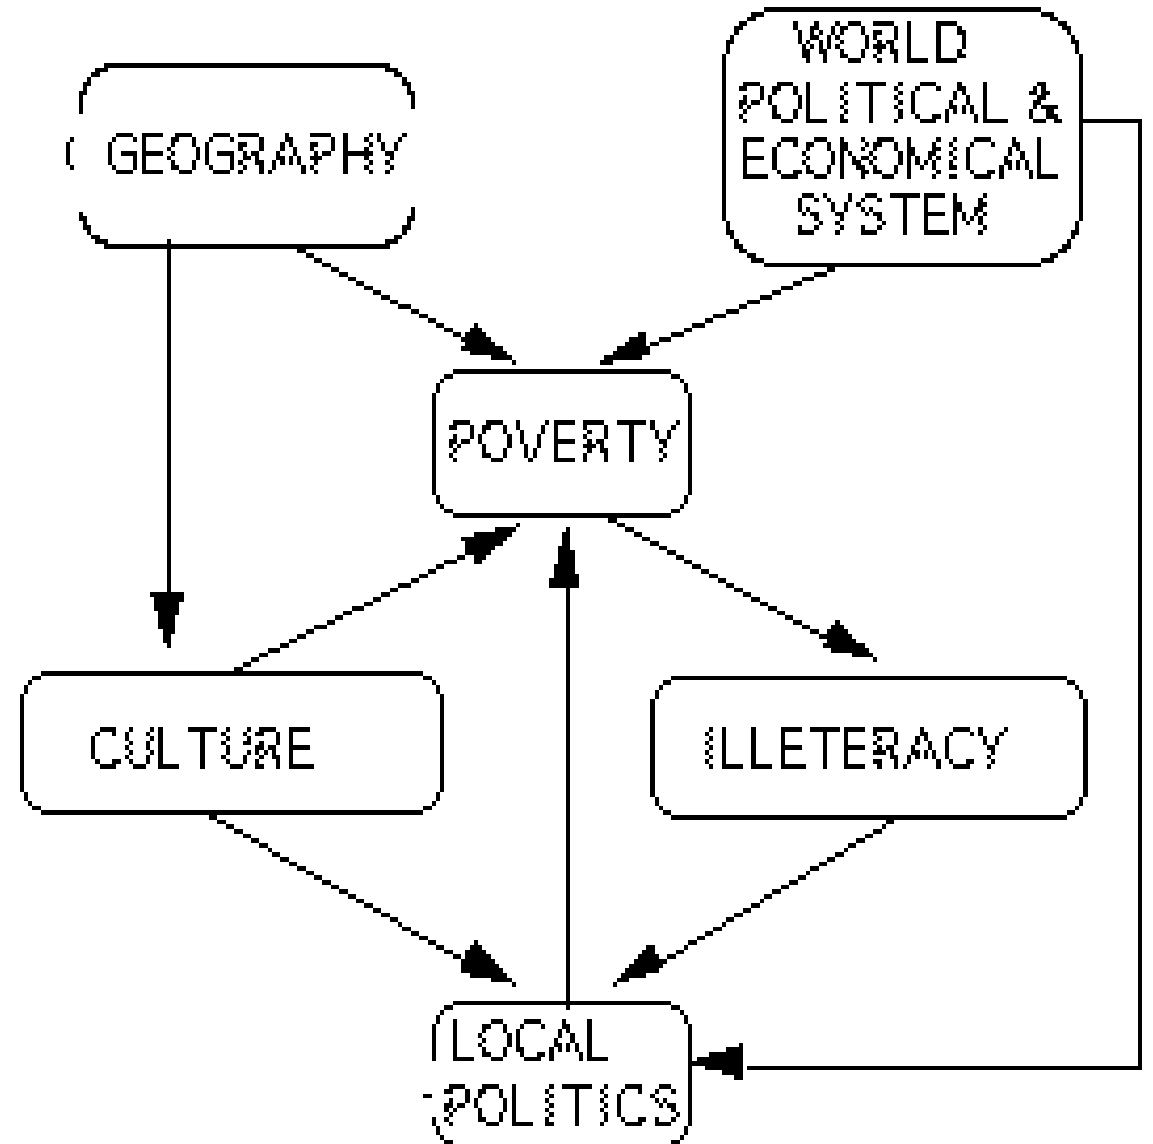 GEOGRAPHY
WORLD
POLITICAL &
ECONOMICAL
SYSTEM
POVERTY
CULTURE
ILLETERACY
LOCAL
POLITICS